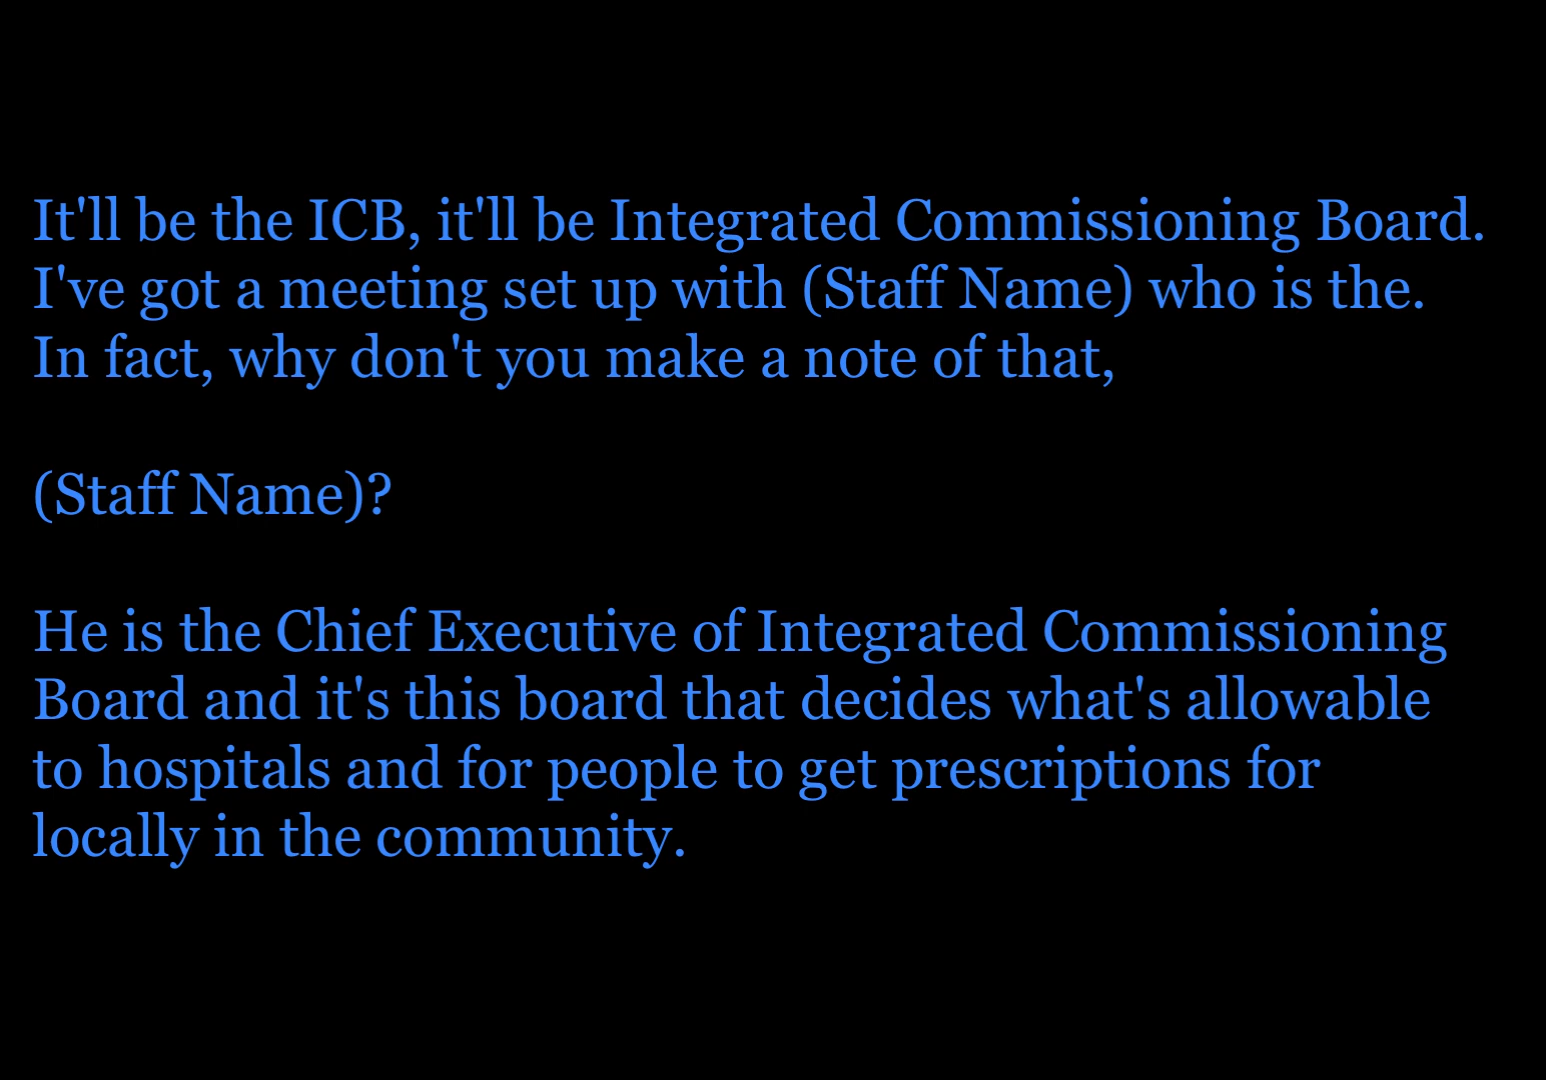 It'll be the ICB, it'll be Integrated Commissioning Board.
I've got a meeting set up with (Staff Name) who is the.
In fact, why don't you make a note of that,
(Staff Name)?
He is the Chief Executive of Integrated Commissioning
Board and it's this board that decides what's allowable
to hospitals and for people to get prescriptions for
locally in the community.